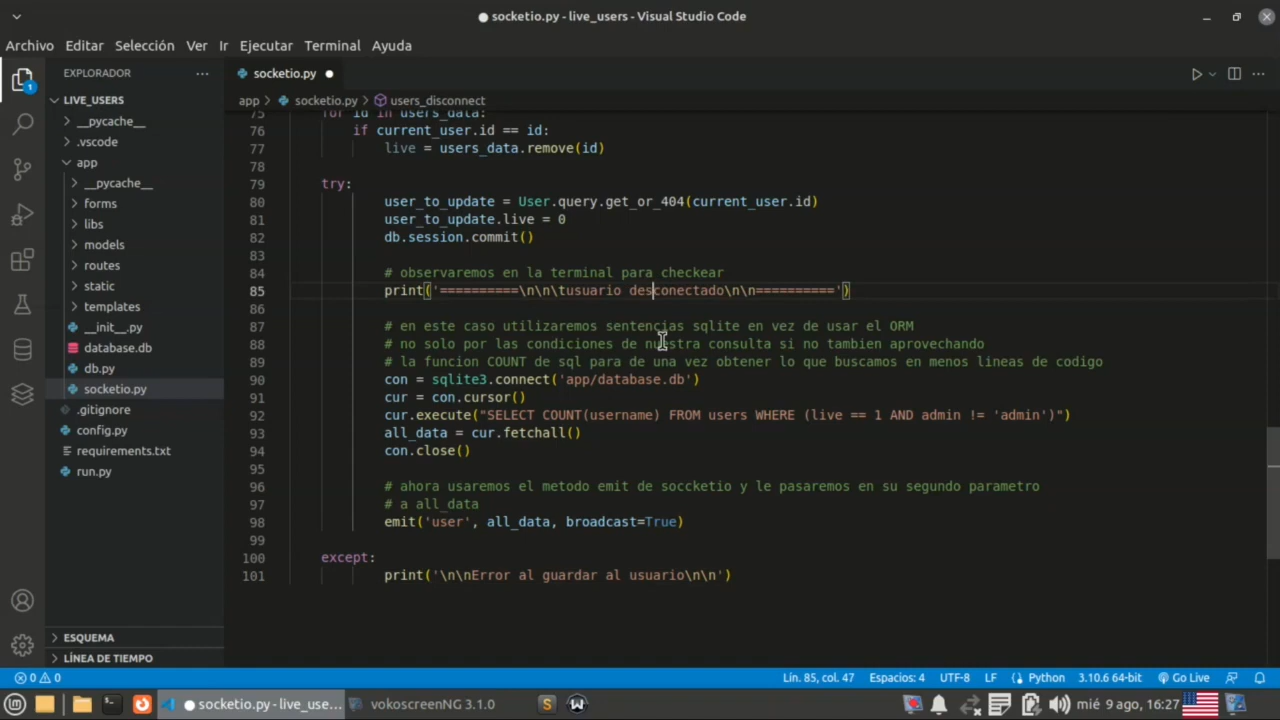 socketio.py - live_users - Visual Studio Code
Archivo Editar Selección Ver Ir Ejecutar Terminal Ayuda
EXPLORADOR
socketio.py
LIVE_USERS
app > socketio.py > users_disconnect
__pycache__
.vscode
app
__pycache__
forms
libs
models
routes
static
templates
__init__.py
database.db
db.py
socketio.py
.gitignore
config.py
requirements.txt
run.py
ESQUEMA
LÍNEA DE TIEMPO
1
75 for id in users_data:
76 if current_user.id == id:
77 live = users_data.remove(id)
78
79 try:
80 user_to_update = User.query.get_or_404(current_user.id)
81 user_to_update.live = 0
82 db.session.commit()
83
84 # observaremos en la terminal para checkear
85 print('==========\n\n\tusuario desconectado\n\n==========')
86
87 # en este caso utilizaremos sentencias sqlite en vez de usar el ORM
88 # no solo por las condiciones de nuestra consulta si no tambien aprovechando
89 # la funcion COUNT de sql para de una vez obtener lo que buscamos en menos lineas de codigo
90 con = sqlite3.connect('app/database.db')
91 cur = con.cursor()
92 cur.execute("SELECT COUNT(username) FROM users WHERE (live == 1 AND admin != 'admin')")
93 all_data = cur.fetchall()
94 con.close()
95
96 # ahora usaremos el metodo emit de soccketio y le pasaremos en su segundo parametro
97 # a all_data
98 emit('user', all_data, broadcast=True)
99
100 except:
101 print('\n\nError al guardar al usuario\n\n')
0 0 Lín. 85, col. 47 Espacios: 4 UTF-8 LF Python 3.10.6 64-bit Go Live
socketio.py - live_use... vokoscreenNG 3.1.0 mié 9 ago, 16:27